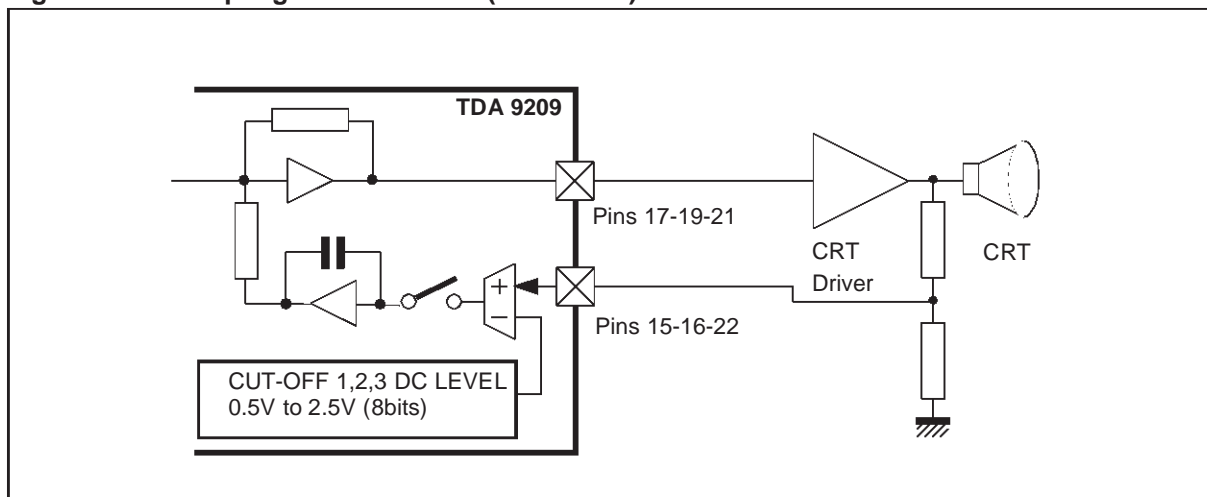 TDA 9209
Pins 17-19-21
CRT
Driver
CRT
+
−
Pins 15-16-22
CUT-OFF 1,2,3 DC LEVEL
0.5V to 2.5V (8bits)